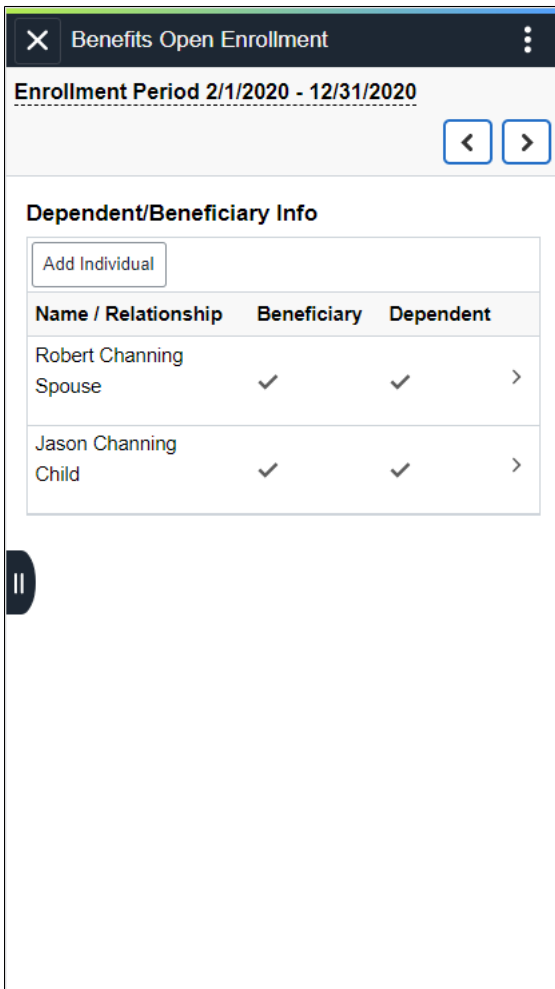 Benefits Open Enrollment
Enrollment Period 2/1/2020 - 12/31/2020
Dependent/Beneficiary Info
Add Individual
Name / Relationship Beneficiary Dependent
Robert Channing
Spouse
Jason Channing
Child